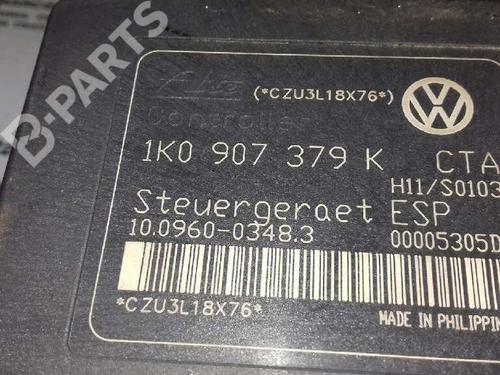 B-PARTS
Ate (*CZU3L18X76*)
Controller
1K0 907 379 K CTA
H11/S0103
Steuergeraet ESP
10.0960-0348.3 00005305D
*CZU3L18X76*
MADE IN PHILIPPIN